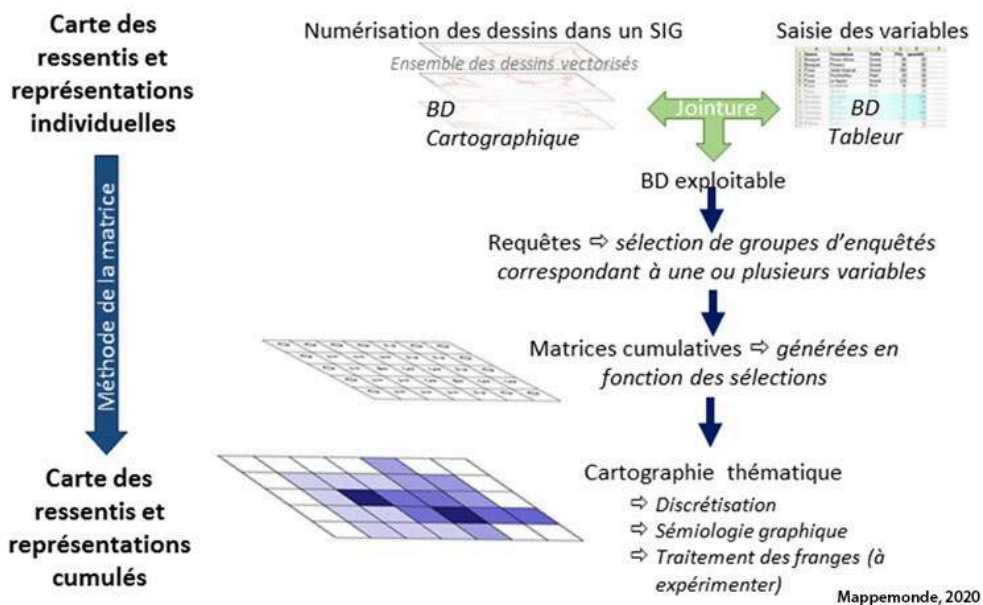 Carte des
ressentis et
représentations
individuelles
Méthode de la matrice
Carte des
ressentis et
représentations
cumulés
Numérisation des dessins dans un SIG
Ensemble des dessins vectorisés
BD
Cartographique
Jointure
Saisie des variables
BD
Tableur
BD exploitable
Requêtes ⇨ sélection de groupes d'enquêtés
correspondant à une ou plusieurs variables
Matrices cumulatives ⇨ générées en
fonction des sélections
Cartographie thématique
⇨ Discrétisation
⇨ Sémiologie graphique
⇨ Traitement des franges (à
expérimenter)
Mappemonde, 2020